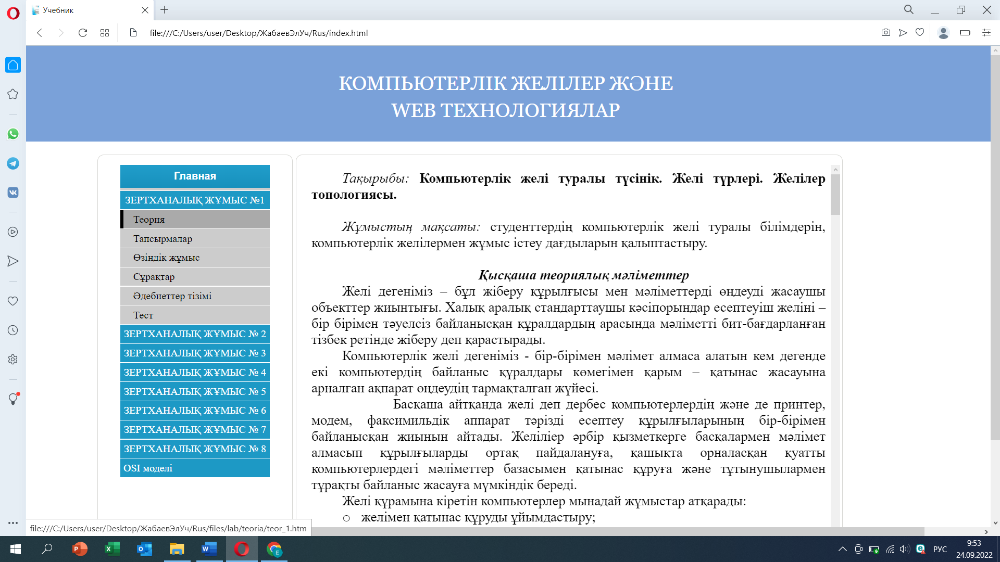 Учебник
file:///C:/Users/user/Desktop/ЖабаевЭлУч/Rus/index.html
КОМПЬЮТЕРЛІК ЖЕЛІЛЕР ЖӘНЕ
WEB ТЕХНОЛОГИЯЛАР
Главная
ЗЕРТХАНАЛЫҚ ЖҰМЫС №1
Теория
Тапсырмалар
Өзіндік жұмыс
Сұрақтар
Әдебиеттер тізімі
Тест
ЗЕРТХАНАЛЫҚ ЖҰМЫС № 2
ЗЕРТХАНАЛЫҚ ЖҰМЫС № 3
ЗЕРТХАНАЛЫҚ ЖҰМЫС № 4
ЗЕРТХАНАЛЫҚ ЖҰМЫС № 5
ЗЕРТХАНАЛЫҚ ЖҰМЫС № 6
ЗЕРТХАНАЛЫҚ ЖҰМЫС № 7
ЗЕРТХАНАЛЫҚ ЖҰМЫС № 8
OSI моделі
Тақырыбы: Компьютерлік желі туралы түсінік. Желі түрлері. Желілер
топологиясы.
Жұмыстың мақсаты: студенттердің компьютерлік желі туралы білімдерін,
компьютерлік желілермен жұмыс істеу дағдыларын қалыптастыру.
Қысқаша теориялық мәліметтер
Желі дегеніміз – бұл жіберу құрылғысы мен мәліметтерді өңдеуді жасаушы
объекттер жиынтығы. Халық аралық стандарттаушы кәсіпорындар есептеуіш желіні –
бір бірімен тәуелсіз байланысқан құралдардың арасында мәліметті бит-бағдарланған
тізбек ретінде жіберу деп қарастырады.
Компьютерлік желі дегеніміз - бір-бірімен мәлімет алмаса алатын кем дегенде
екі компьютердің байланыс құралдары көмегімен қарым – қатынас жасауына
арналған ақпарат өңдеудің тармақталған жүйесі.
Басқаша айтқанда желі деп дербес компьютерлердің және де принтер,
модем, факсимильдік аппарат тәрізді есептеу құрылғыларының бір-бірімен
байланысқан жиынын айтады. Желіліер әрбір қызметкерге басқалармен мәлімет
алмасып құрылғыларды ортақ пайдалануға, қашықта орналасқан қуатты
компьютерлердегі мәліметтер базасымен қатынас құруға және тұтынушылармен
тұрақты байланыс жасауға мүмкіндік береді.
Желі құрамына кіретін компьютерлер мынадай жұмыстар атқарады:
o желімен қатынас құруды ұйымдастыру;
file:///C:/Users/user/Desktop/ЖабаевЭлУч/Rus/files/lab/teoria/teor_1.htm
РУС
9:53
24.09.2022